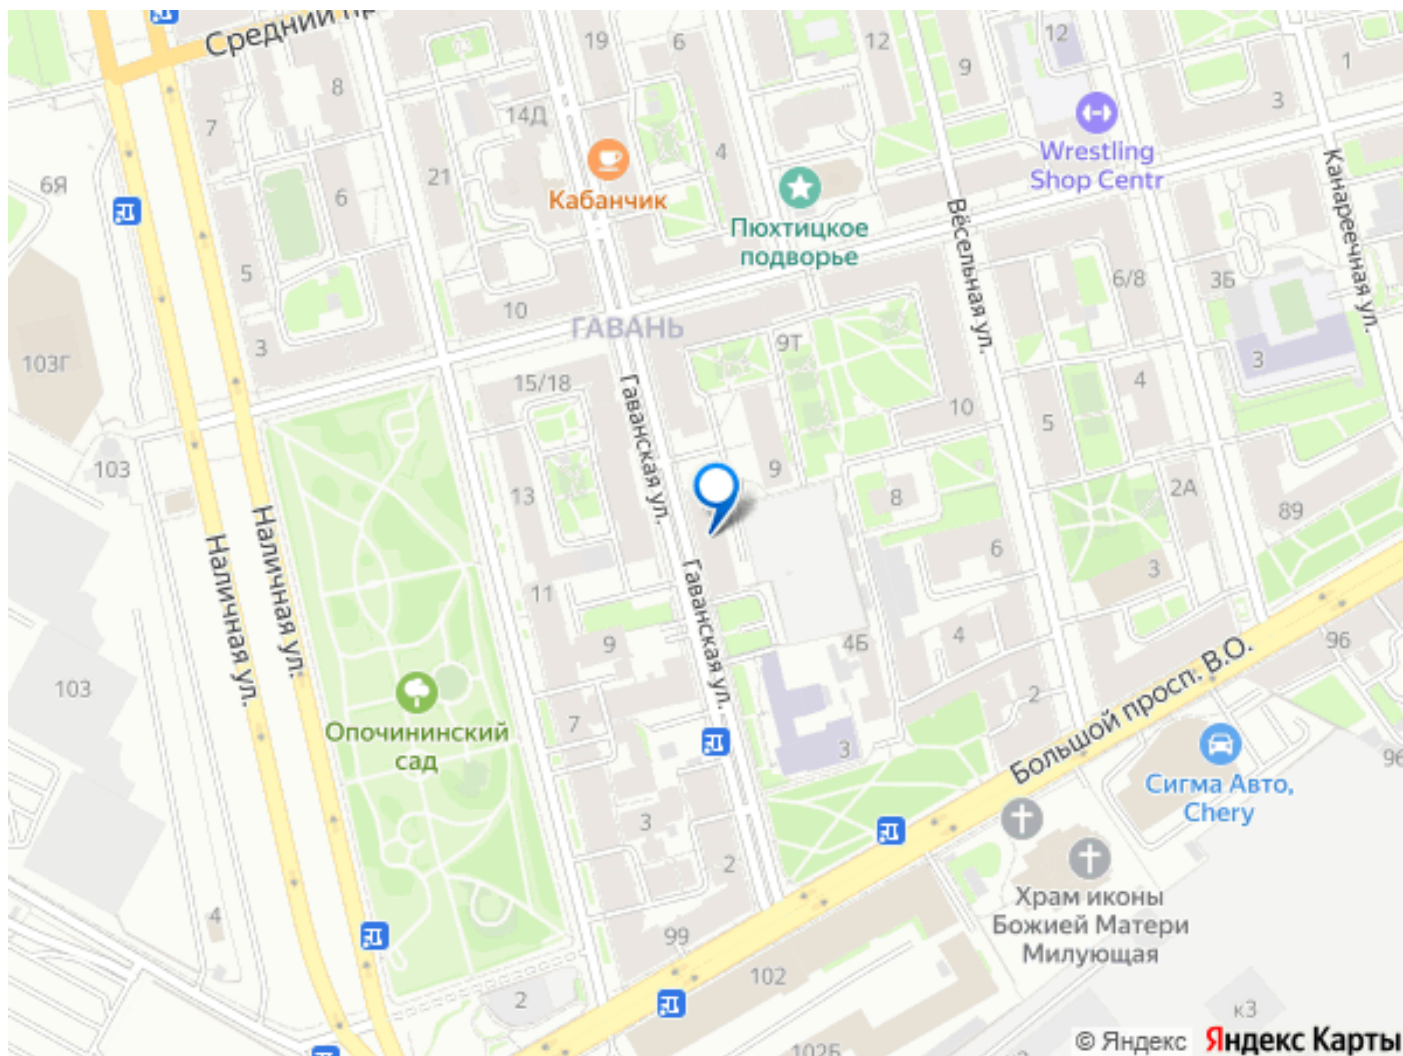 Средний пр
19
6
12
12
9
1
8
14Д
3
7
4
Wrestling
Shop Centr
Кабанчик
21
6Я
6
Канареечная ул.
Вёсельная ул.
Пюхтицкое
подворье
5
6/8
3Б
10
ГАВАНЬ
9Т
3
103Г
3
15/18
4
Гаванская ул.
10
5
103
9
13
8
2А
89
Наличная ул.
Наличная ул.
6
Гаванская ул.
3
11
9
4Б
4
96
Большой просп. В.О.
103
2
7
Опочининский
сад
3
96
Сигма Авто,
Chery
3
2
Храм иконы
Божией Матери
Милующая
4
99
102
2
к3
102Б
© Яндекс
Яндекс Карты